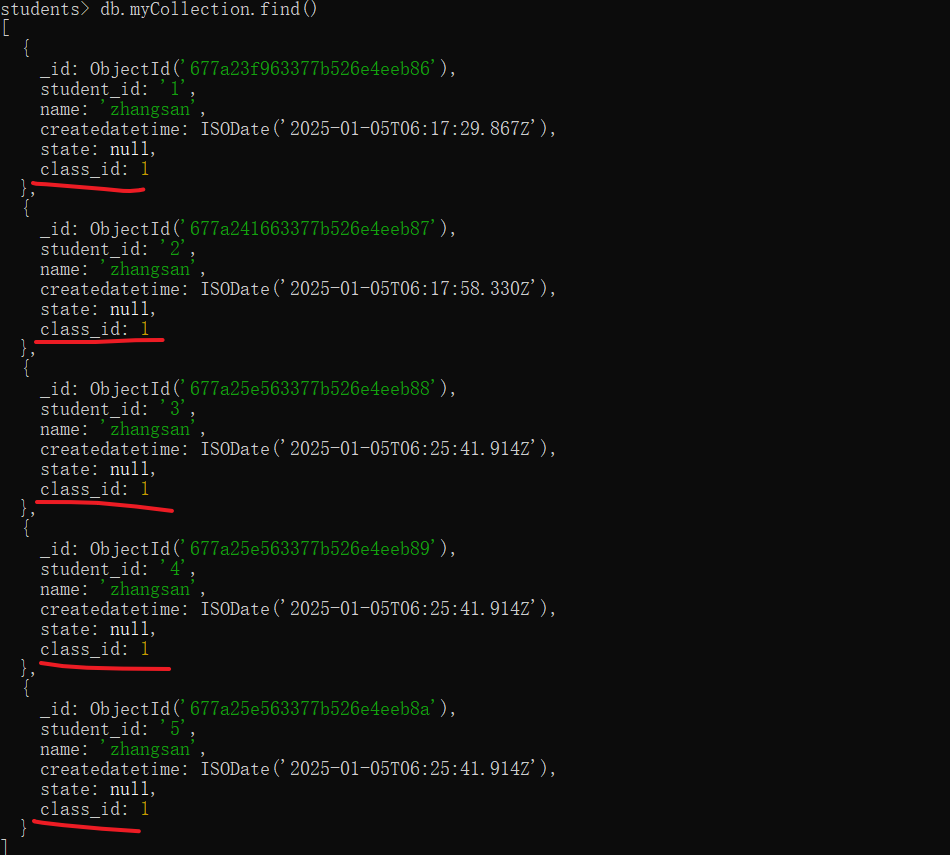 students> db.myCollection.find()
[
  {
    _id: ObjectId('677a23f963377b526e4eeb86'),
    student_id: '1',
    name: 'zhangsan',
    createdatetime: ISODate('2025-01-05T06:17:29.867Z'),
    state: null,
    class_id: 1
  },
  {
    _id: ObjectId('677a241663377b526e4eeb87'),
    student_id: '2',
    name: 'zhangsan',
    createdatetime: ISODate('2025-01-05T06:17:58.330Z'),
    state: null,
    class_id: 1
  },
  {
    _id: ObjectId('677a25e563377b526e4eeb88'),
    student_id: '3',
    name: 'zhangsan',
    createdatetime: ISODate('2025-01-05T06:25:41.914Z'),
    state: null,
    class_id: 1
  },
  {
    _id: ObjectId('677a25e563377b526e4eeb89'),
    student_id: '4',
    name: 'zhangsan',
    createdatetime: ISODate('2025-01-05T06:25:41.914Z'),
    state: null,
    class_id: 1
  },
  {
    _id: ObjectId('677a25e563377b526e4eeb8a'),
    student_id: '5',
    name: 'zhangsan',
    createdatetime: ISODate('2025-01-05T06:25:41.914Z'),
    state: null,
    class_id: 1
  }
]